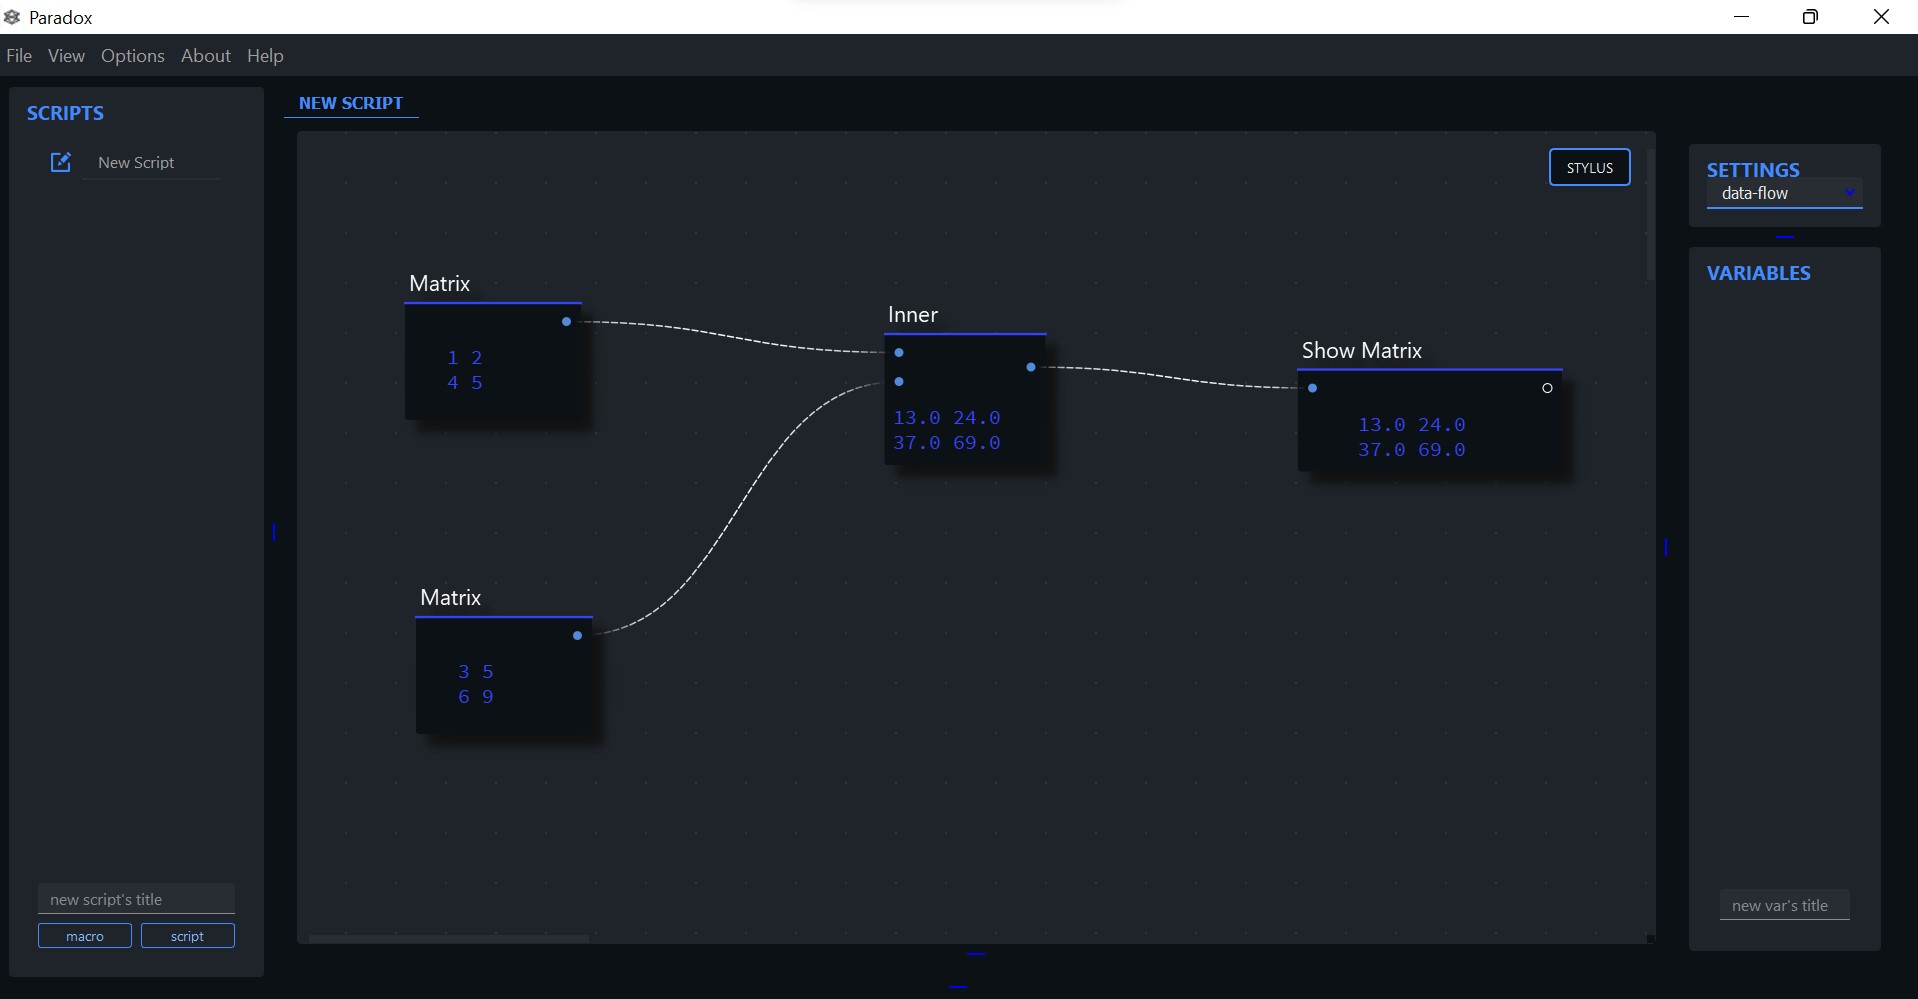 Paradox
File View Options About Help
SCRIPTS
New Script
new script's title
macro script
NEW SCRIPT
STYLUS
Matrix
1 2
4 5
Inner
13.0 24.0
37.0 69.0
Show Matrix
13.0 24.0
37.0 69.0
Matrix
3 5
6 9
SETTINGS
data-flow
VARIABLES
new var's title